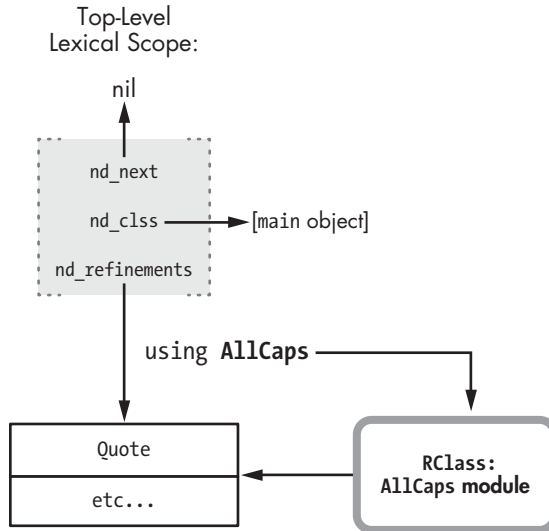 Top-Level
Lexical Scope:
nil
nd_next
nd_clss
[main object]
nd_refinements
using AllCaps
Quote
etc...
RClass:
AllCaps module